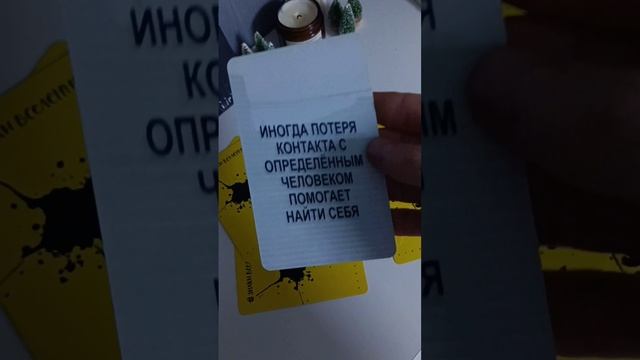 ИНОГДА ПОТЕРЯ
КОНТАКТА С
ОПРЕДЕЛЁННЫМ
ЧЕЛОВЕКОМ
ПОМОГАЕТ
НАЙТИ СЕБЯ